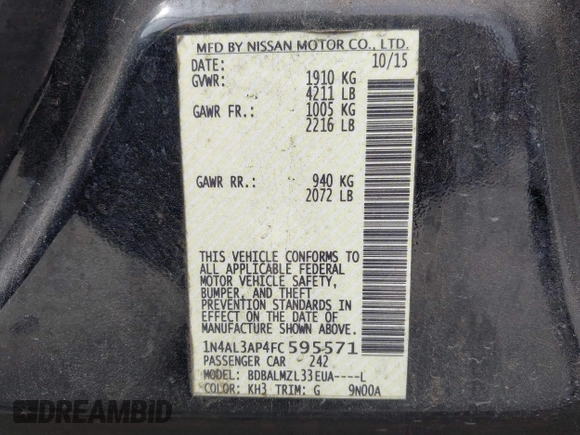 MFD BY NISSAN MOTOR CO., LTD.
DATE: 10/15
GVWR: 1910 KG
4211 LB
GAWR FR.: 1005 KG
2216 LB
GAWR RR.: 940 KG
2072 LB
THIS VEHICLE CONFORMS TO
ALL APPLICABLE FEDERAL
MOTOR VEHICLE SAFETY,
BUMPER, AND THEFT
PREVENTION STANDARDS IN
EFFECT ON THE DATE OF
MANUFACTURE SHOWN ABOVE.
1N4AL3AP4FC595571
PASSENGER CAR 242
MODEL: BDBALMZL33EUA----L
COLOR: KH3 TRIM: G 9N00A
DREAMBID